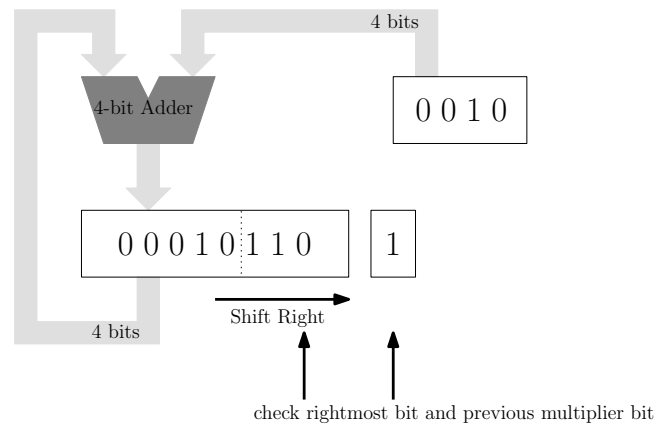 4 bits
4-bit Adder
0 0 1 0
0 0 0 1 0 1 1 0
1
Shift Right
4 bits
check rightmost bit and previous multiplier bit